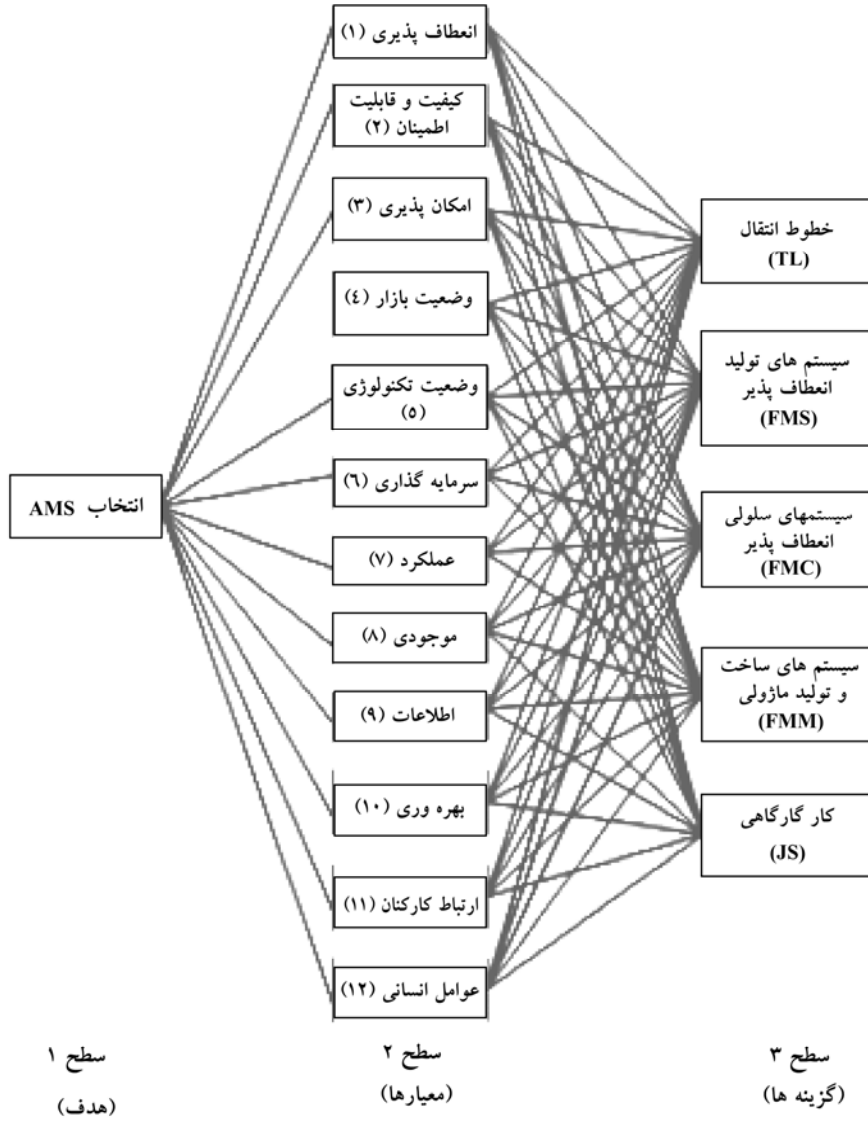 انتخاب AMS
انعطاف پذیری (۱)
کیفیت و قابلیت
اطمینان (۲)
امکان پذیری (۳)
وضعیت بازار (٤)
وضعیت تکنولوژی
(٥)
سرمایه گذاری (٦)
عملکرد (۷)
موجودی (۸)
اطلاعات (۹)
بهره وری (۱۰)
ارتباط کارکنان (۱۱)
عوامل انسانی (۱۲)
خطوط انتقال
(TL)
سیستم های تولید
انعطاف پذیر
(FMS)
سیستمهای سلولی
انعطاف پذیر
(FMC)
سیستم های ساخت
و تولید ماژولی
(FMM)
کار گارگاهی
(JS)
سطح ۱
(هدف)
سطح ۲
(معیارها)
سطح ۳
(گزینه ها)